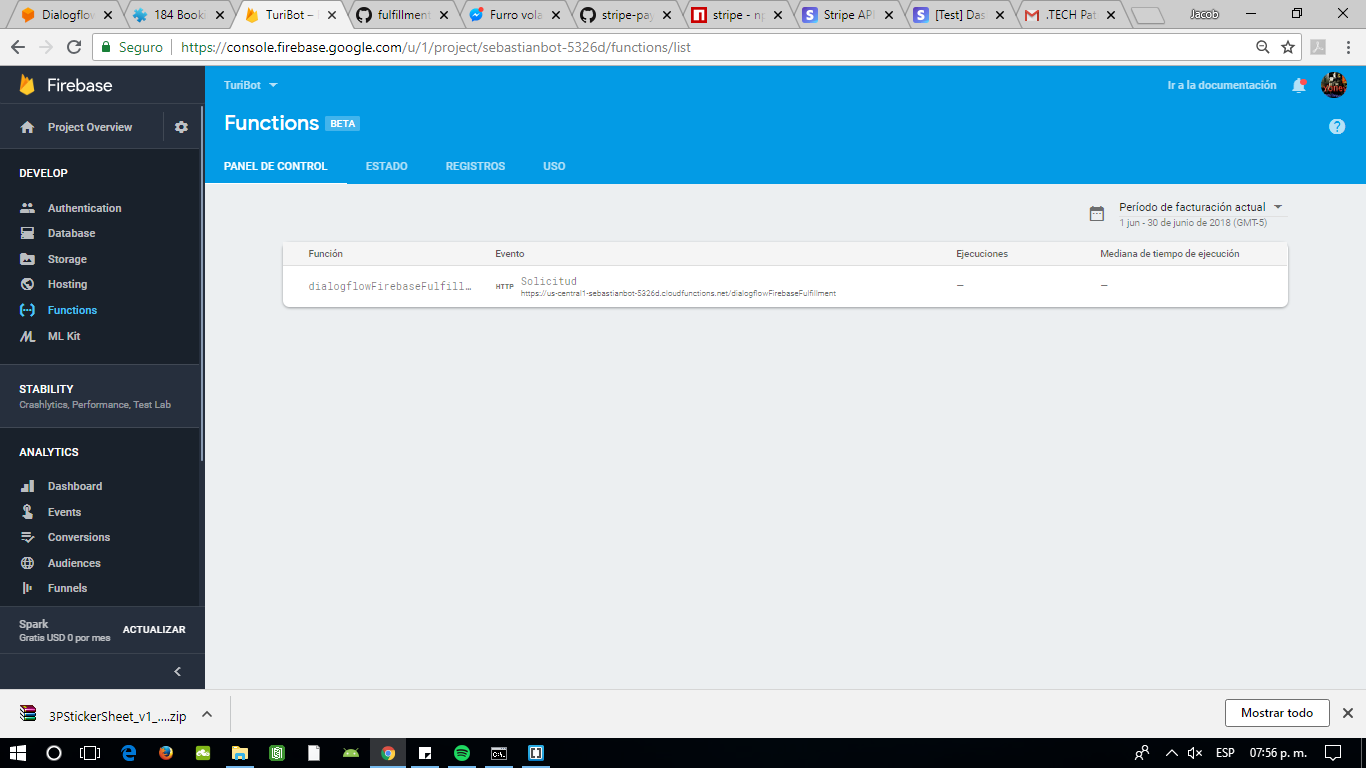 Dialogflow
184 Book
TuriBot –
fulfillment
Furro vola
stripe-pay
stripe - np
Stripe API
[Test] Das
.TECH Pat
Jacob
Seguro
https://console.firebase.google.com/u/1/project/sebastianbot-5326d/functions/list
Firebase
TuriBot
Ir a la documentación
Project Overview
Functions BETA
PANEL DE CONTROL ESTADO REGISTROS USO
DEVELOP
Authentication
Database
Storage
Hosting
Functions
ML Kit
STABILITY
Crashlytics, Performance, Test Lab
ANALYTICS
Dashboard
Events
Conversions
Audiences
Funnels
Spark
Gratis USD 0 por mes
ACTUALIZAR
Período de facturación actual
1 jun - 30 de junio de 2018 (GMT-5)
Función Evento Ejecuciones Mediana de tiempo de ejecución
dialogflowFirebaseFulfill… HTTP Solicitud — —
https://us-central1-sebastianbot-5326d.cloudfunctions.net/dialogflowFirebaseFulfillment
3PStickerSheet_v1_....zip
Mostrar todo
ESP 07:56 p. m.